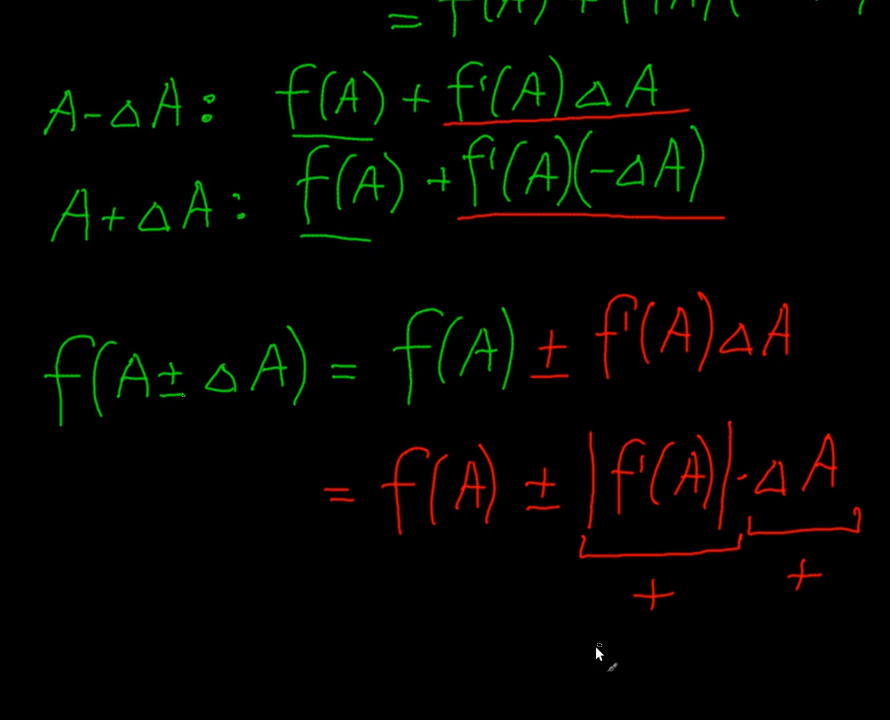 = f(A) + f'(A)(
A-ΔA: f(A) + f'(A)ΔA
A+ΔA: f(A) + f'(A)(-ΔA)
f(A ± ΔA) = f(A) ± f'(A)ΔA
= f(A) ± |f'(A)|·ΔA
+ +